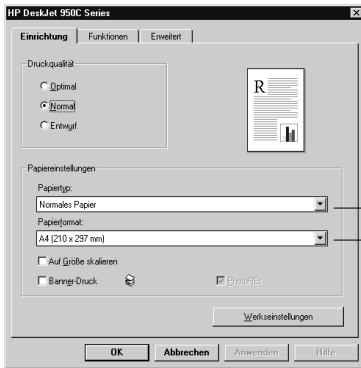 HP DeskJet 950C Series
Einrichtung Funktionen Erweitert
Druckqualität
Optimal
Normal
Entwurf
R
Papiereinstellungen
Papiertyp:
Normales Papier
Papierformat:
A4 (210 x 297 mm)
Auf Größe skalieren
Banner-Druck PhotoREt
Werkseinstellungen
OK Abbrechen Anwenden Hilfe